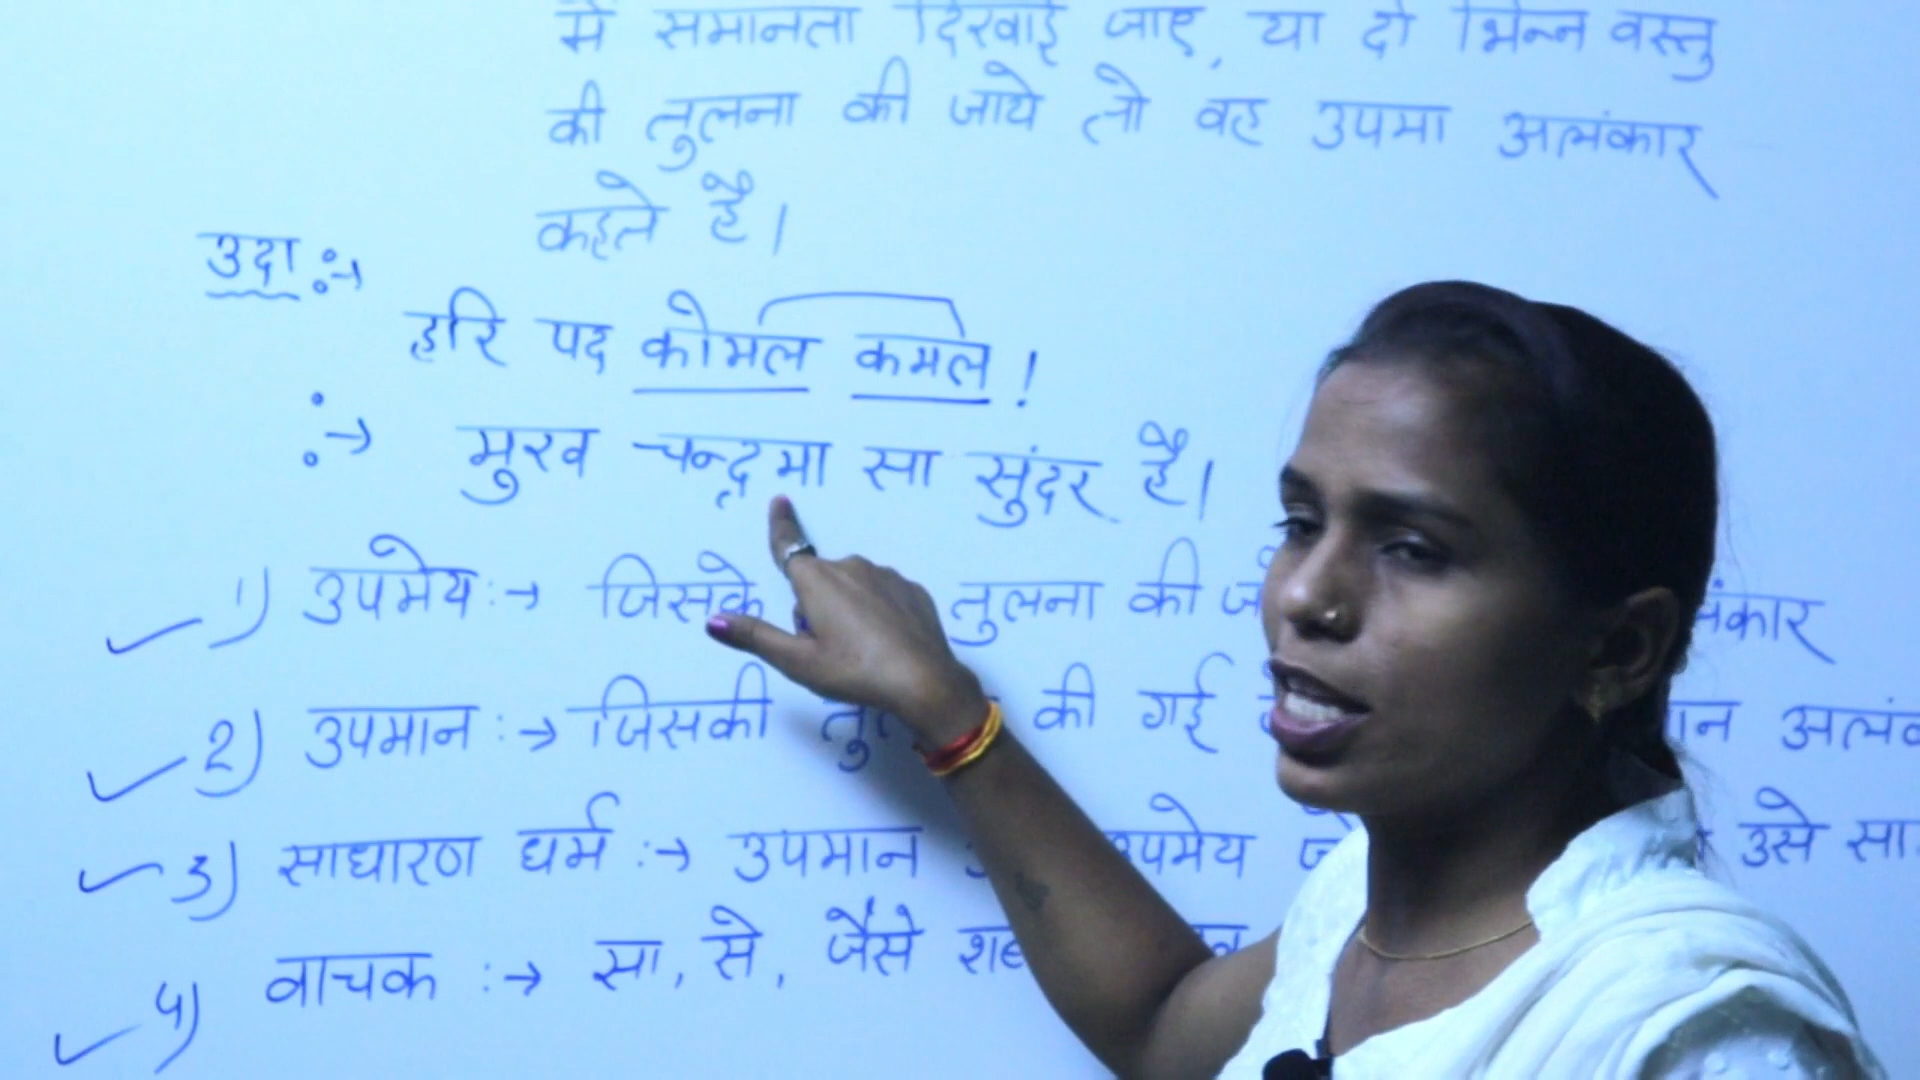 में समानता दिखाई जाए, या दो भिन्न वस्तु
की तुलना की जाये तो वह उपमा अलंकार
कहते है।
उदा :→
हरि पद कोमल कमल !
:→ मुख चन्द्रमा सा सुंदर है।
1) उपमेय :→ जिसके तुलना की
2) उपमान :→ जिसकी की गई अलंक
3) साधारण धर्म :→ उपमान उपमेय उसे सा
4) वाचक :→ सा, से, जैसे